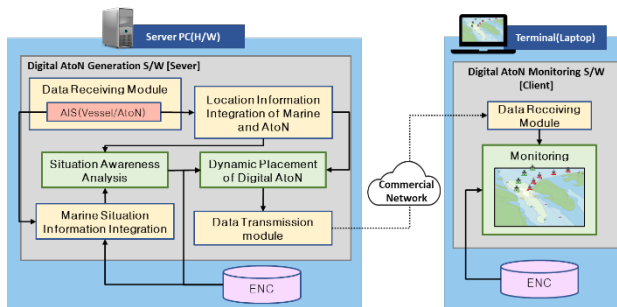 Server PC(H/W)
Digital AtoN Generation S/W [Sever]
Data Receiving Module
AIS(Vessel/AtoN)
Location Information
Integration of Marine
and AtoN
Situation Awareness
Analysis
Dynamic Placement
of Digital AtoN
Marine Situation
Information Integration
Data Transmission
module
ENC
Commercial
Network
Terminal(Laptop)
Digital AtoN Monitoring S/W
[Client]
Data Receiving
Module
Monitoring
ENC